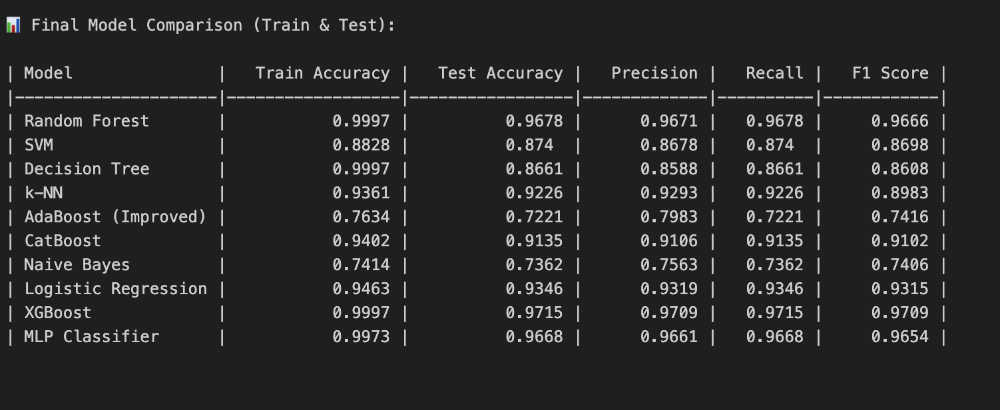 📊 Final Model Comparison (Train & Test):
| Model | Train Accuracy | Test Accuracy | Precision | Recall | F1 Score |
|---------------------|------------------|-----------------|-------------|----------|------------|
| Random Forest | 0.9997 | 0.9678 | 0.9671 | 0.9678 | 0.9666 |
| SVM | 0.8828 | 0.874 | 0.8678 | 0.874 | 0.8698 |
| Decision Tree | 0.9997 | 0.8661 | 0.8588 | 0.8661 | 0.8608 |
| k-NN | 0.9361 | 0.9226 | 0.9293 | 0.9226 | 0.8983 |
| AdaBoost (Improved) | 0.7634 | 0.7221 | 0.7983 | 0.7221 | 0.7416 |
| CatBoost | 0.9402 | 0.9135 | 0.9106 | 0.9135 | 0.9102 |
| Naive Bayes | 0.7414 | 0.7362 | 0.7563 | 0.7362 | 0.7406 |
| Logistic Regression | 0.9463 | 0.9346 | 0.9319 | 0.9346 | 0.9315 |
| XGBoost | 0.9997 | 0.9715 | 0.9709 | 0.9715 | 0.9709 |
| MLP Classifier | 0.9973 | 0.9668 | 0.9661 | 0.9668 | 0.9654 |